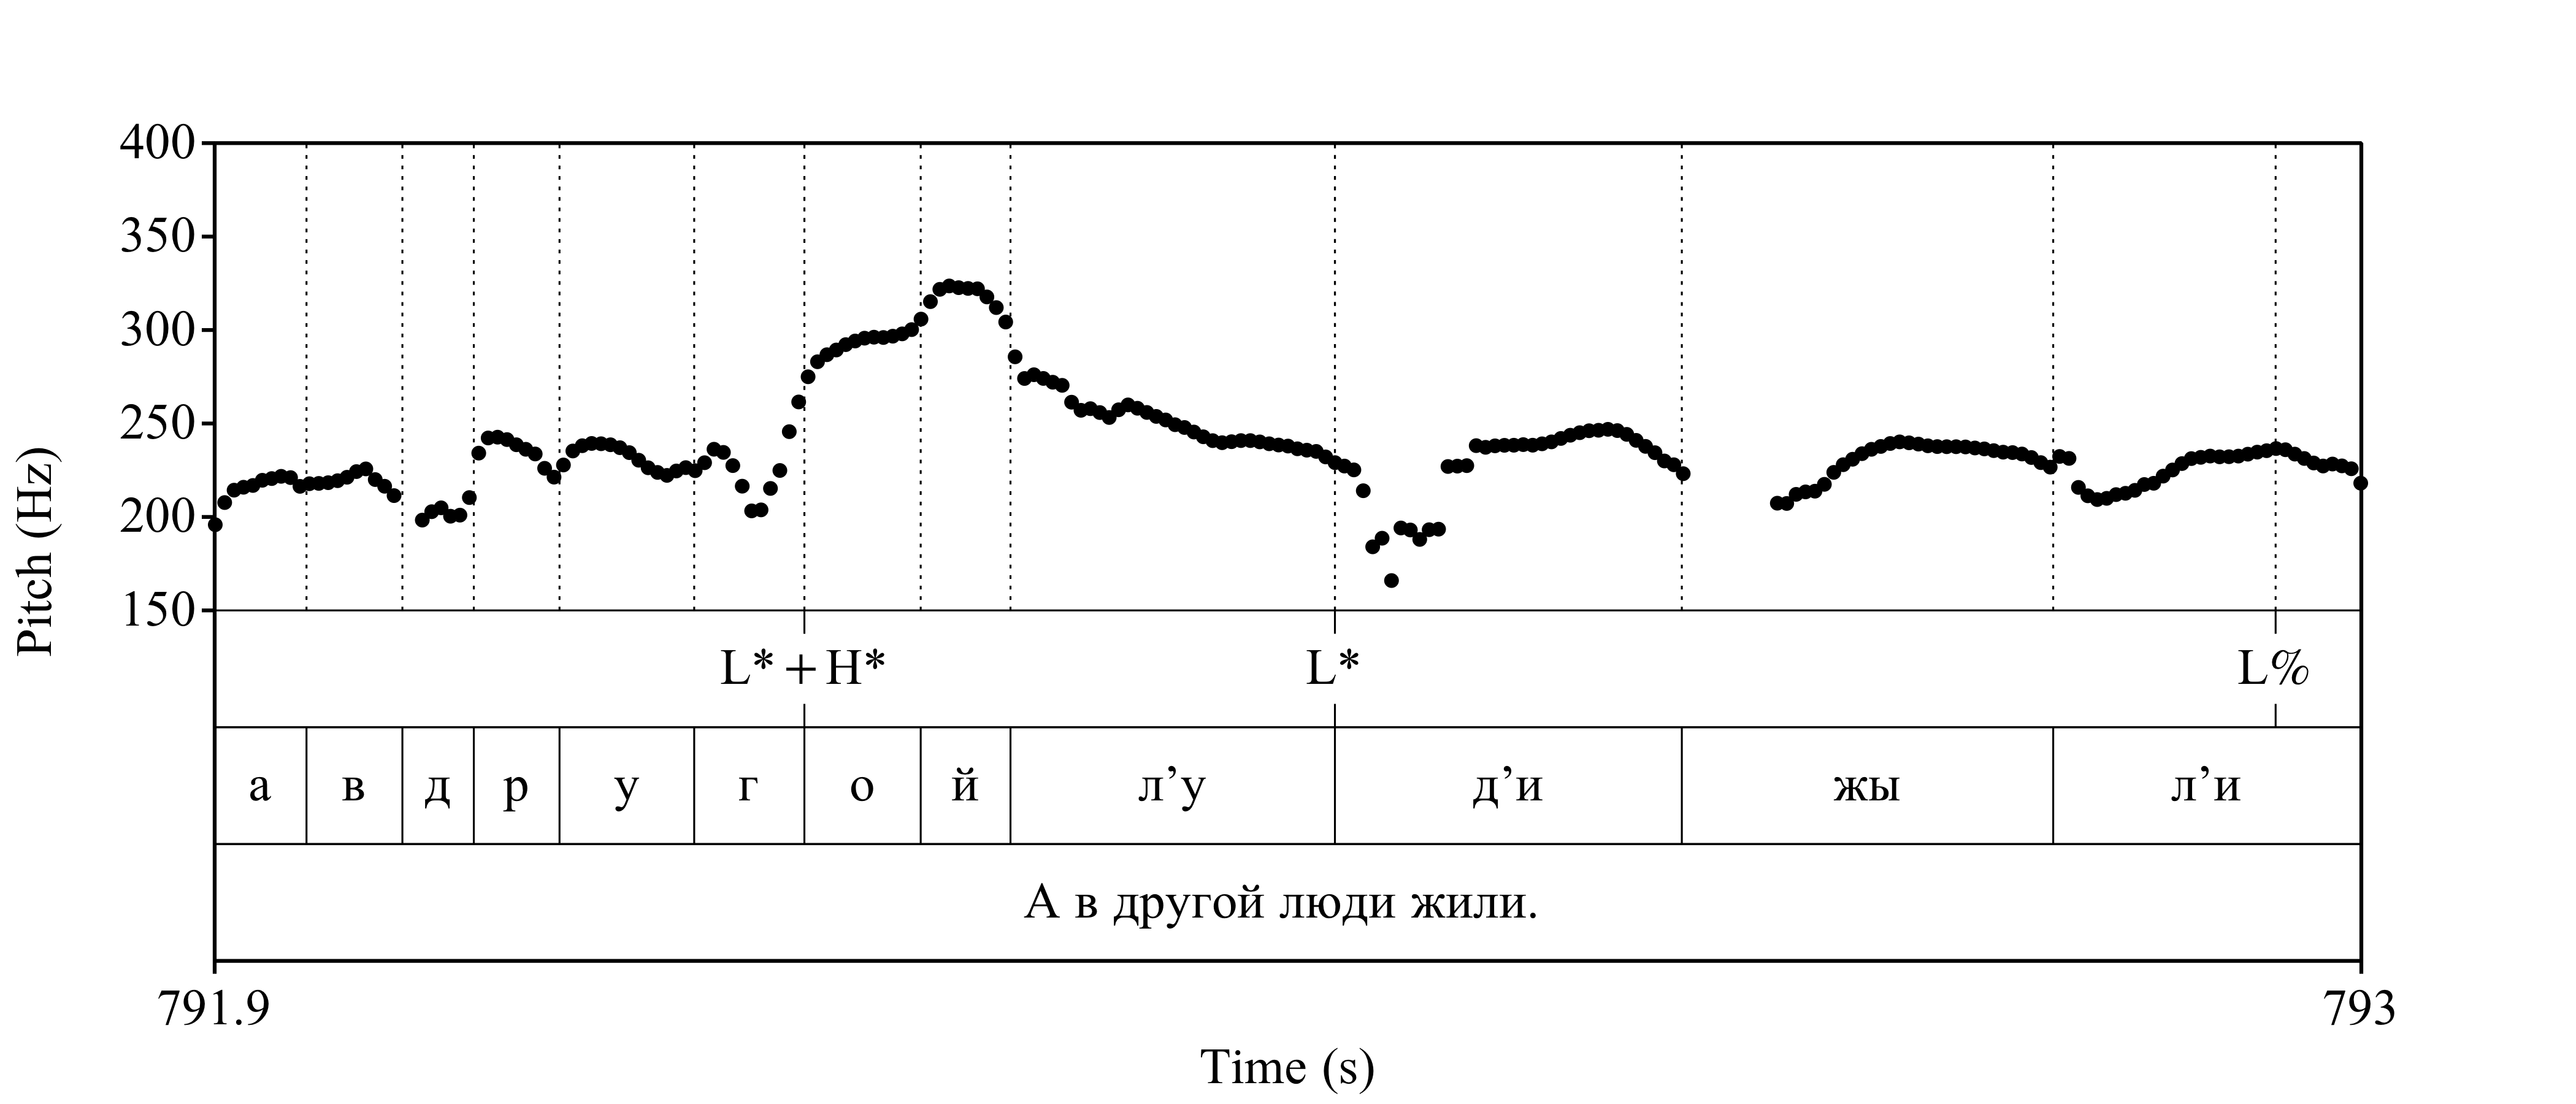 400
350
300
250
200
150
Pitch (Hz)
L*+H* L* L%
а в д р у г о й л’у д’и жы л’и
А в другой люди жили.
791.9 793
Time (s)